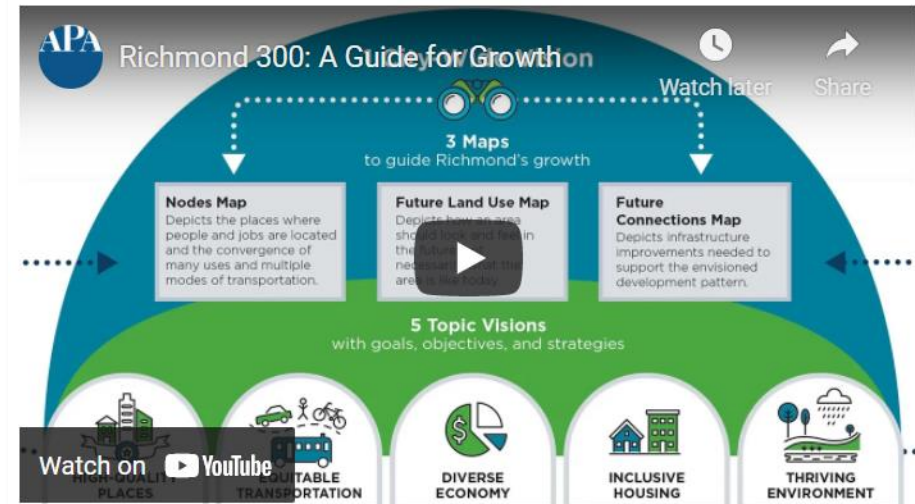 APA
Richmond 300: A Guide for Growth
Watch later
Share
3 Maps
to guide Richmond's growth
Nodes Map
Depicts the places where
people and jobs are located
and the convergence of
many uses and multiple
modes of transportation.
Future Land Use Map
Depicts how an area
should look and feel in
the future
area is like today.
Future
Connections Map
Depicts infrastructure
improvements needed to
support the envisioned
development pattern.
5 Topic Visions
with goals, objectives, and strategies
Watch on YouTube
HIGH-QUALITY
PLACES
EQUITABLE
TRANSPORTATION
DIVERSE
ECONOMY
INCLUSIVE
HOUSING
THRIVING
ENVIRONMENT